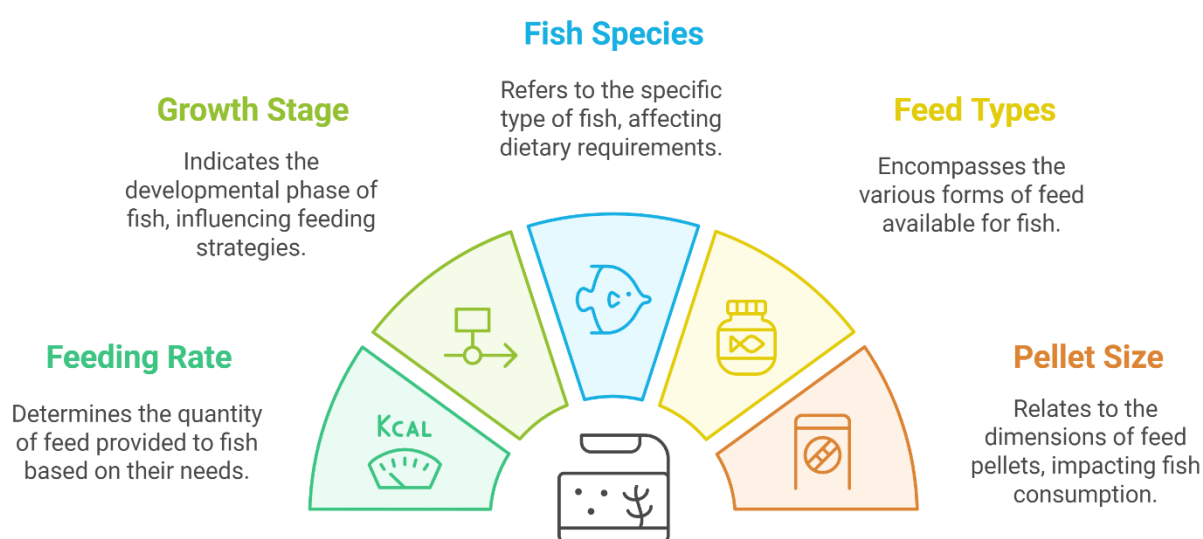 Fish Species
Refers to the specific
type of fish, affecting
dietary requirements.
Growth Stage
Indicates the
developmental phase of
fish, influencing feeding
strategies.
Feed Types
Encompasses the
various forms of feed
available for fish.
Feeding Rate
Determines the quantity
of feed provided to fish
based on their needs.
KCAL
Pellet Size
Relates to the
dimensions of feed
pellets, impacting fish
consumption.